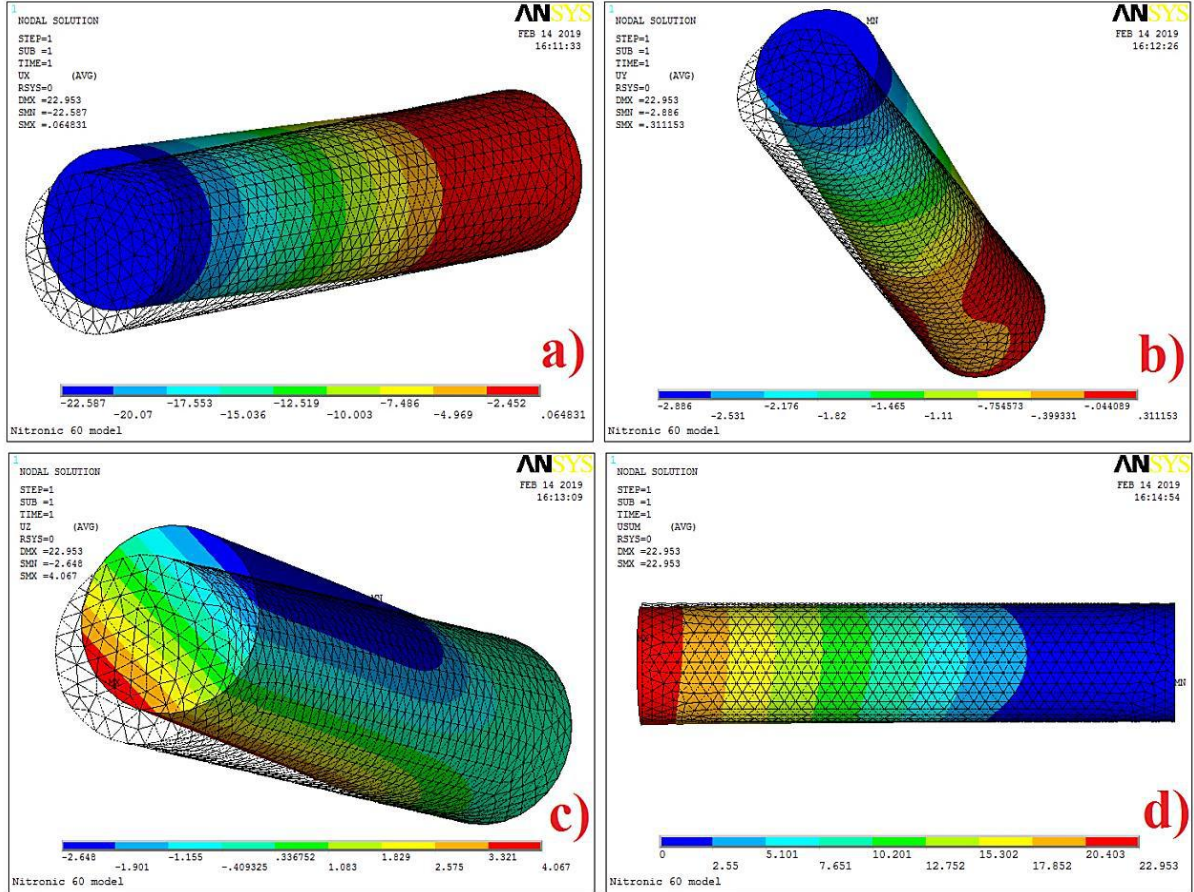 1
NODAL SOLUTION
STEP=1
SUB =1
TIME=1
UX (AVG)
RSYS=0
DMX =22.953
SMN =-22.587
SMX =.064831
ANSYS
FEB 14 2019
16:11:33
a)
-22.587 -17.553 -12.519 -7.486 -2.452
-20.07 -15.036 -10.003 -4.969 .064831
Nitronic 60 model
1
NODAL SOLUTION
STEP=1
SUB =1
TIME=1
UY (AVG)
RSYS=0
DMX =22.953
SMN =-2.886
SMX =.311153
MN
ANSYS
FEB 14 2019
16:12:26
b)
-2.886 -2.176 -1.465 -.754573 -.044089
-2.531 -1.82 -1.11 -.399331 .311153
Nitronic 60 model
1
NODAL SOLUTION
STEP=1
SUB =1
TIME=1
UZ (AVG)
RSYS=0
DMX =22.953
SMN =-2.648
SMX =4.067
ANSYS
FEB 14 2019
16:13:09
MN
c)
-2.648 -1.155 .336752 1.829 3.321
-1.901 -.409325 1.083 2.575 4.067
Nitronic 60 model
1
NODAL SOLUTION
STEP=1
SUB =1
TIME=1
USUM (AVG)
RSYS=0
DMX =22.953
SMX =22.953
ANSYS
FEB 14 2019
16:14:54
MN
d)
0 5.101 10.201 15.302 20.403
2.55 7.651 12.752 17.852 22.953
Nitronic 60 model